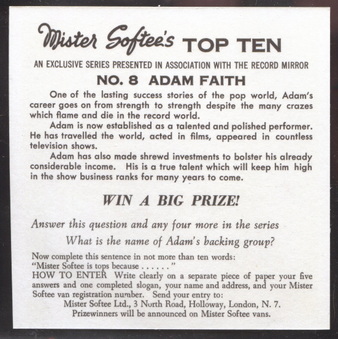 Mister Softee's TOP TEN
AN EXCLUSIVE SERIES PRESENTED IN ASSOCIATION WITH THE RECORD MIRROR
NO. 8 ADAM FAITH
One of the lasting success stories of the pop world, Adam's
career goes on from strength to strength despite the many crazes
which flame and die in the record world.
Adam is now established as a talented and polished performer.
He has travelled the world, acted in films, appeared in countless
television shows.
Adam has also made shrewd investments to bolster his already
considerable income. His is a true talent which will keep him high
in the show business ranks for many years to come.
WIN A BIG PRIZE!
Answer this question and any four more in the series
What is the name of Adam's backing group?
Now complete this sentence in not more than ten words:
"Mister Softee is tops because . . . . . ."
HOW TO ENTER Write clearly on a separate piece of paper your five
answers and one completed slogan, your name and address, and your Mister
Softee van registration number. Send your entry to:
Mister Softee Ltd., 3 North Road, Holloway, London, N. 7.
Prizewinners will be announced on Mister Softee vans.